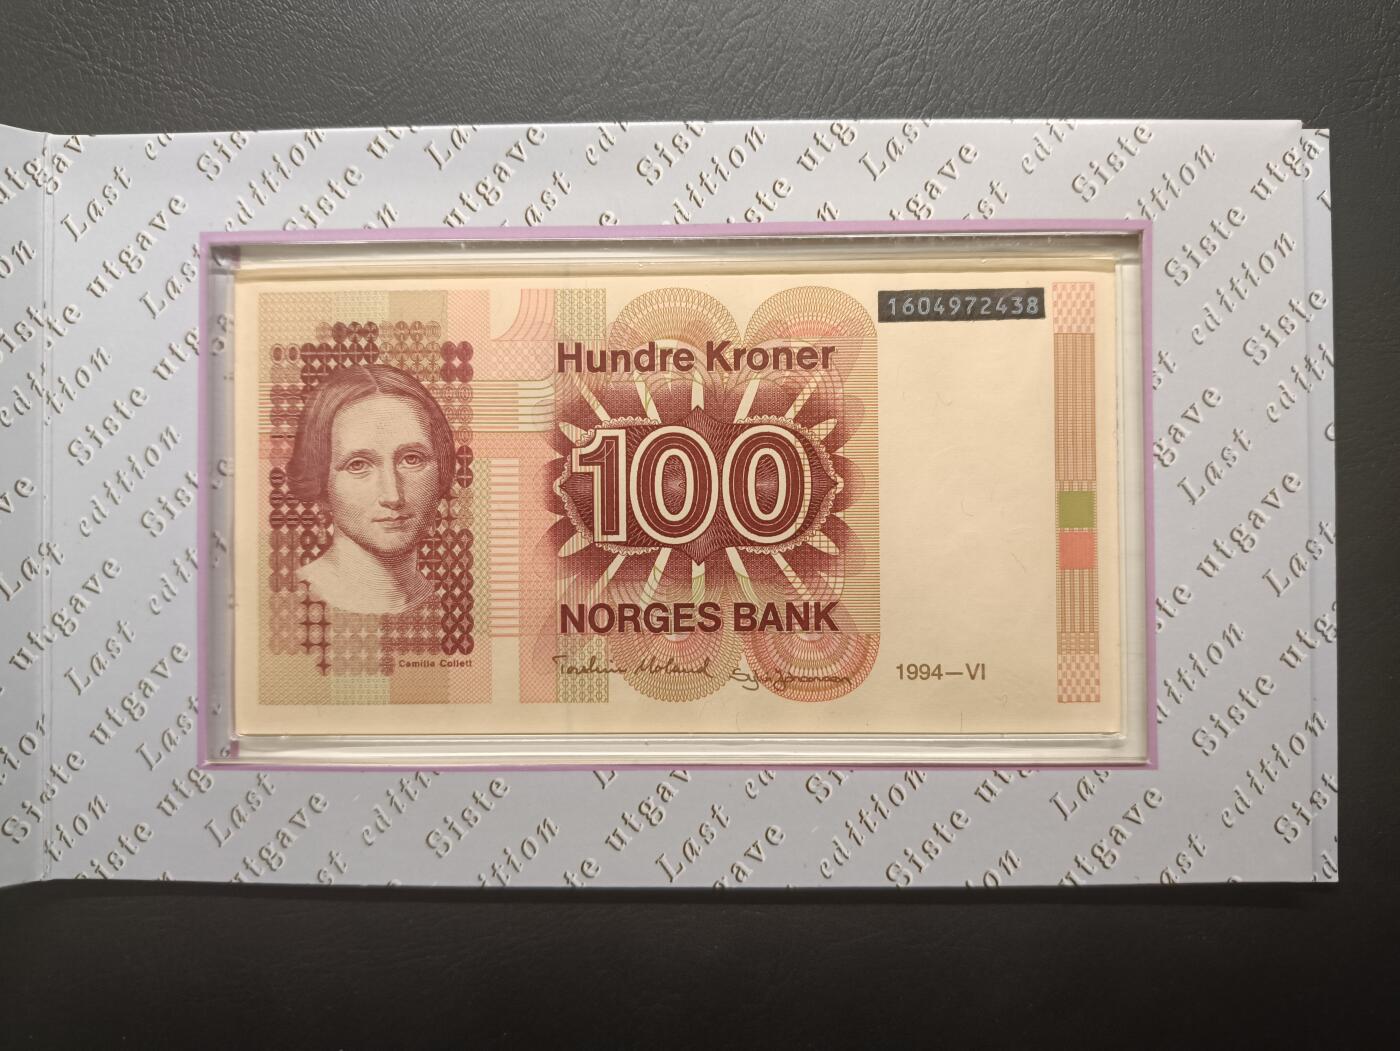 Siste utgave
Last edition
1604972438
Hundre Kroner
100
NORGES BANK
Camilla Collett
1994–VI